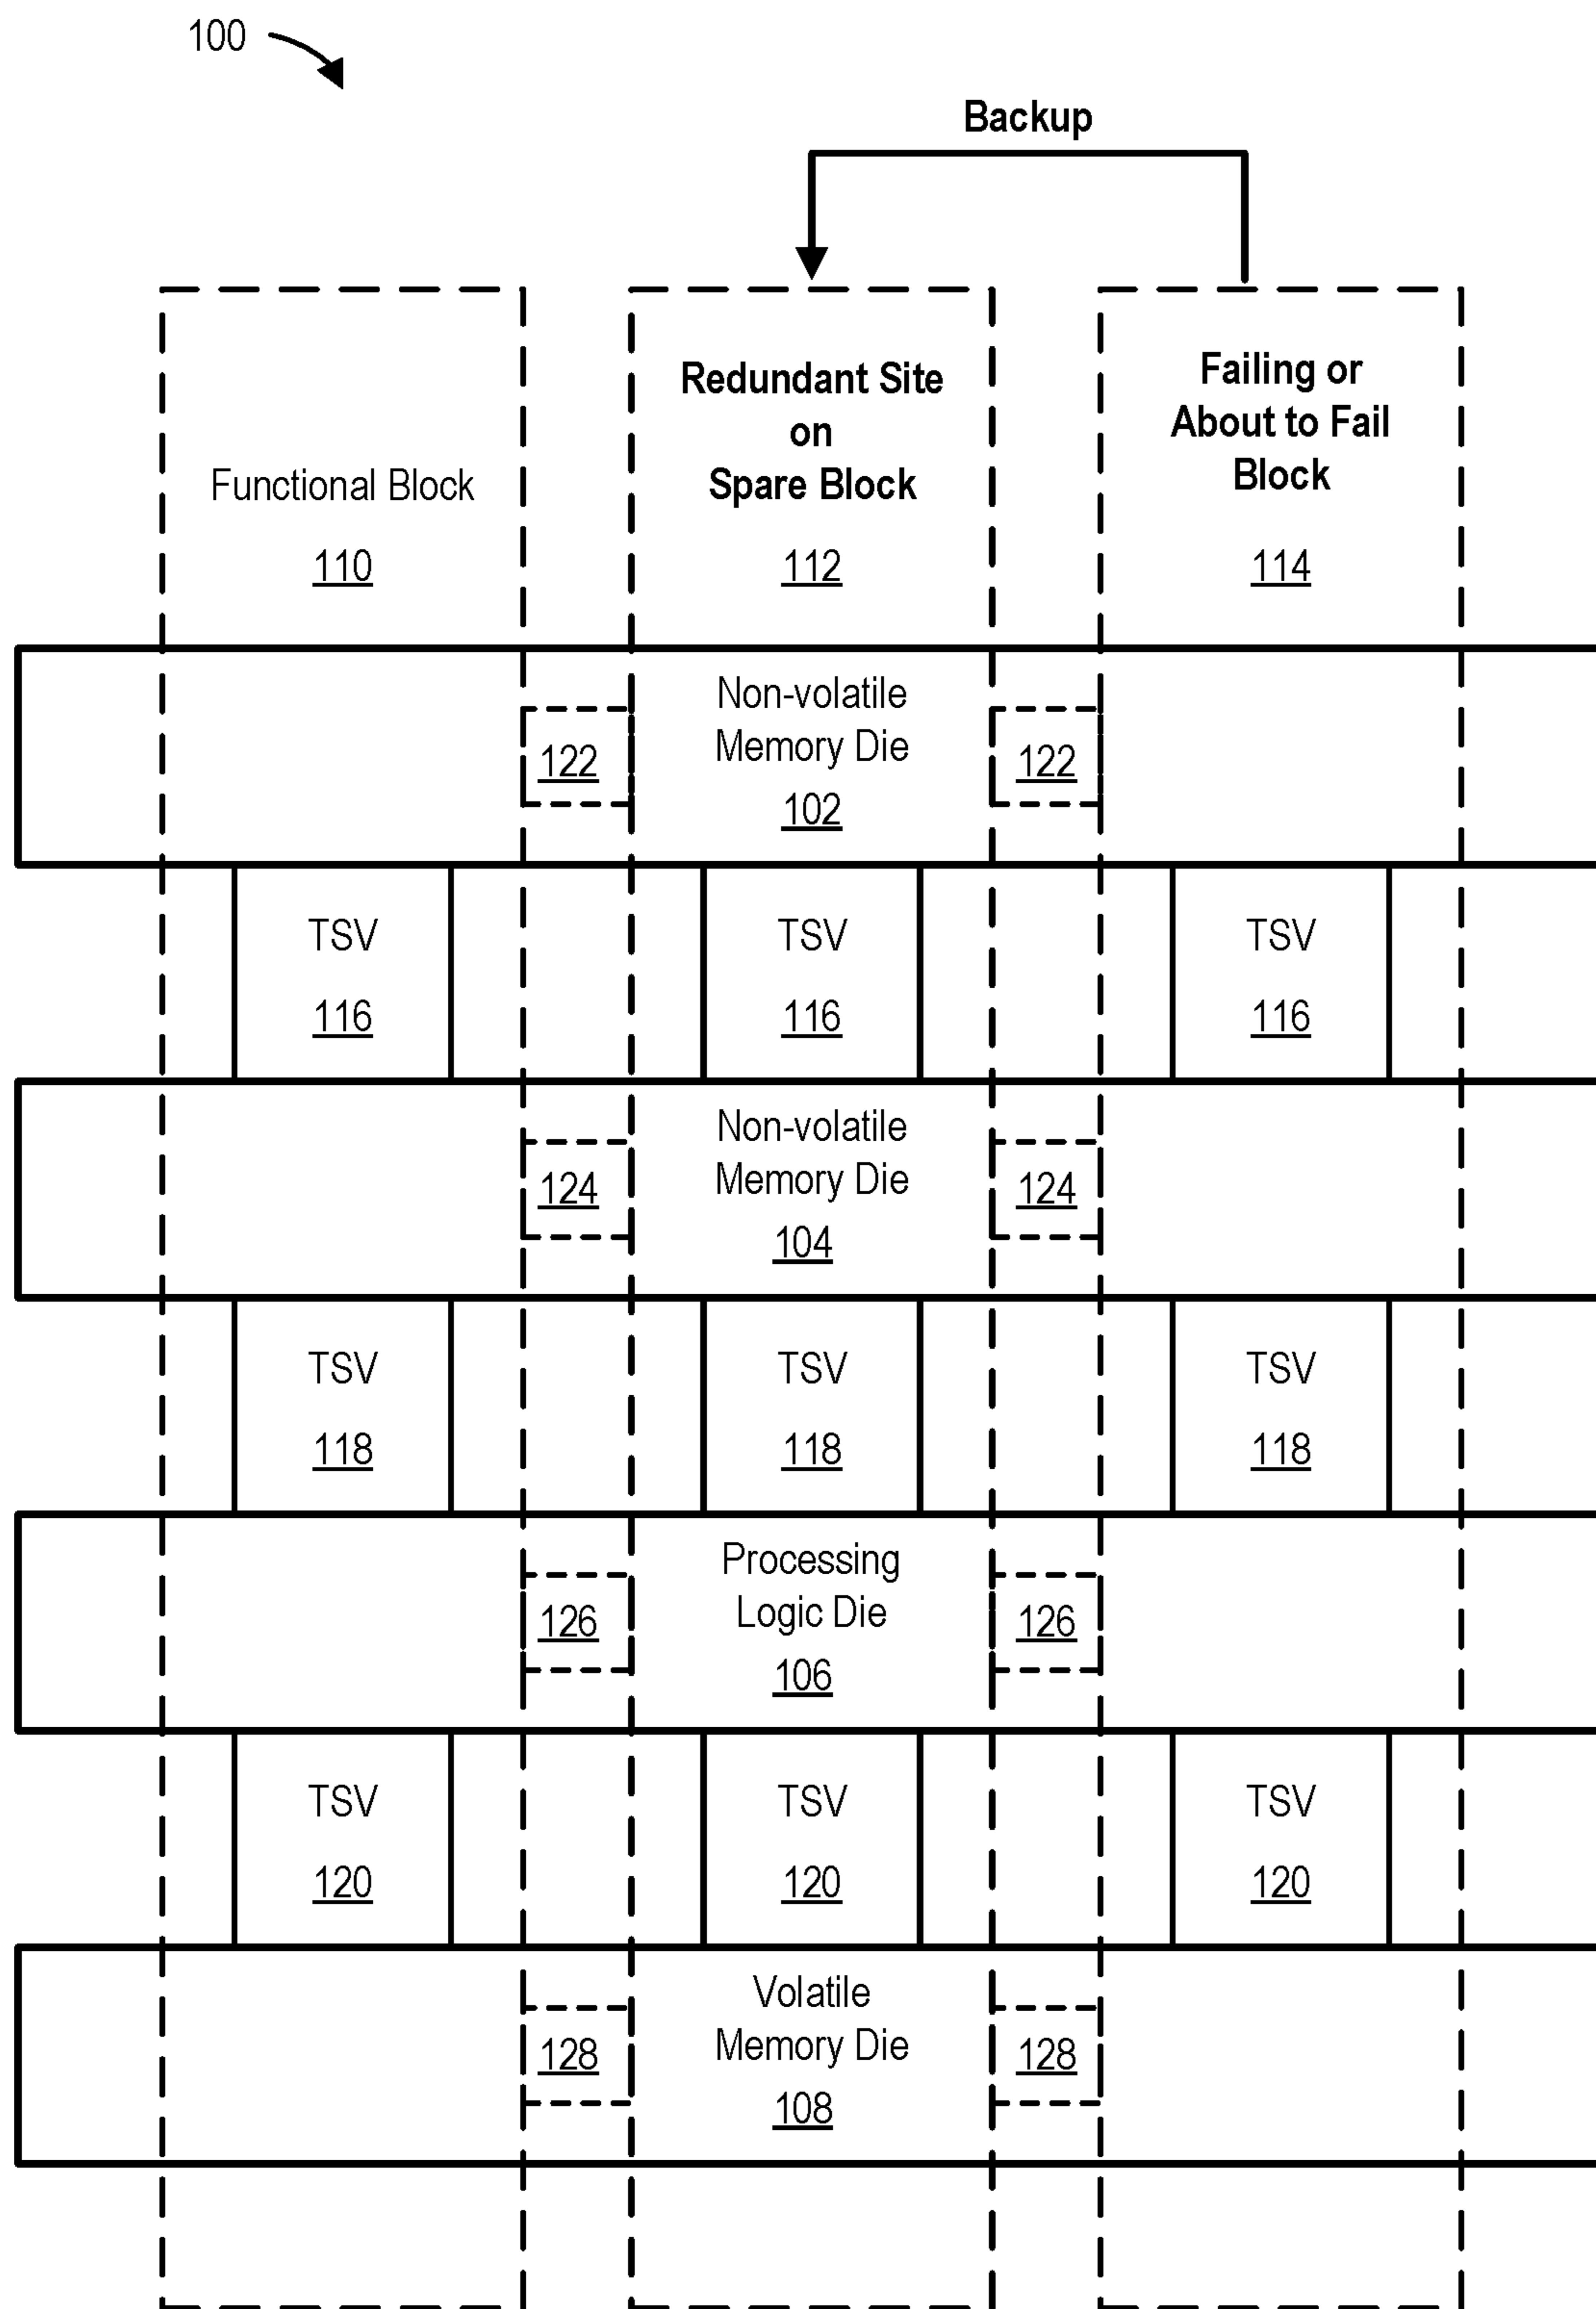 100
Backup
Functional Block
110
Redundant Site
on
Spare Block
112
Failing or
About to Fail
Block
114
122
Non-volatile
Memory Die
102
122
TSV
116
TSV
116
TSV
116
124
Non-volatile
Memory Die
104
124
TSV
118
TSV
118
TSV
118
126
Processing
Logic Die
106
126
TSV
120
TSV
120
TSV
120
128
Volatile
Memory Die
108
128